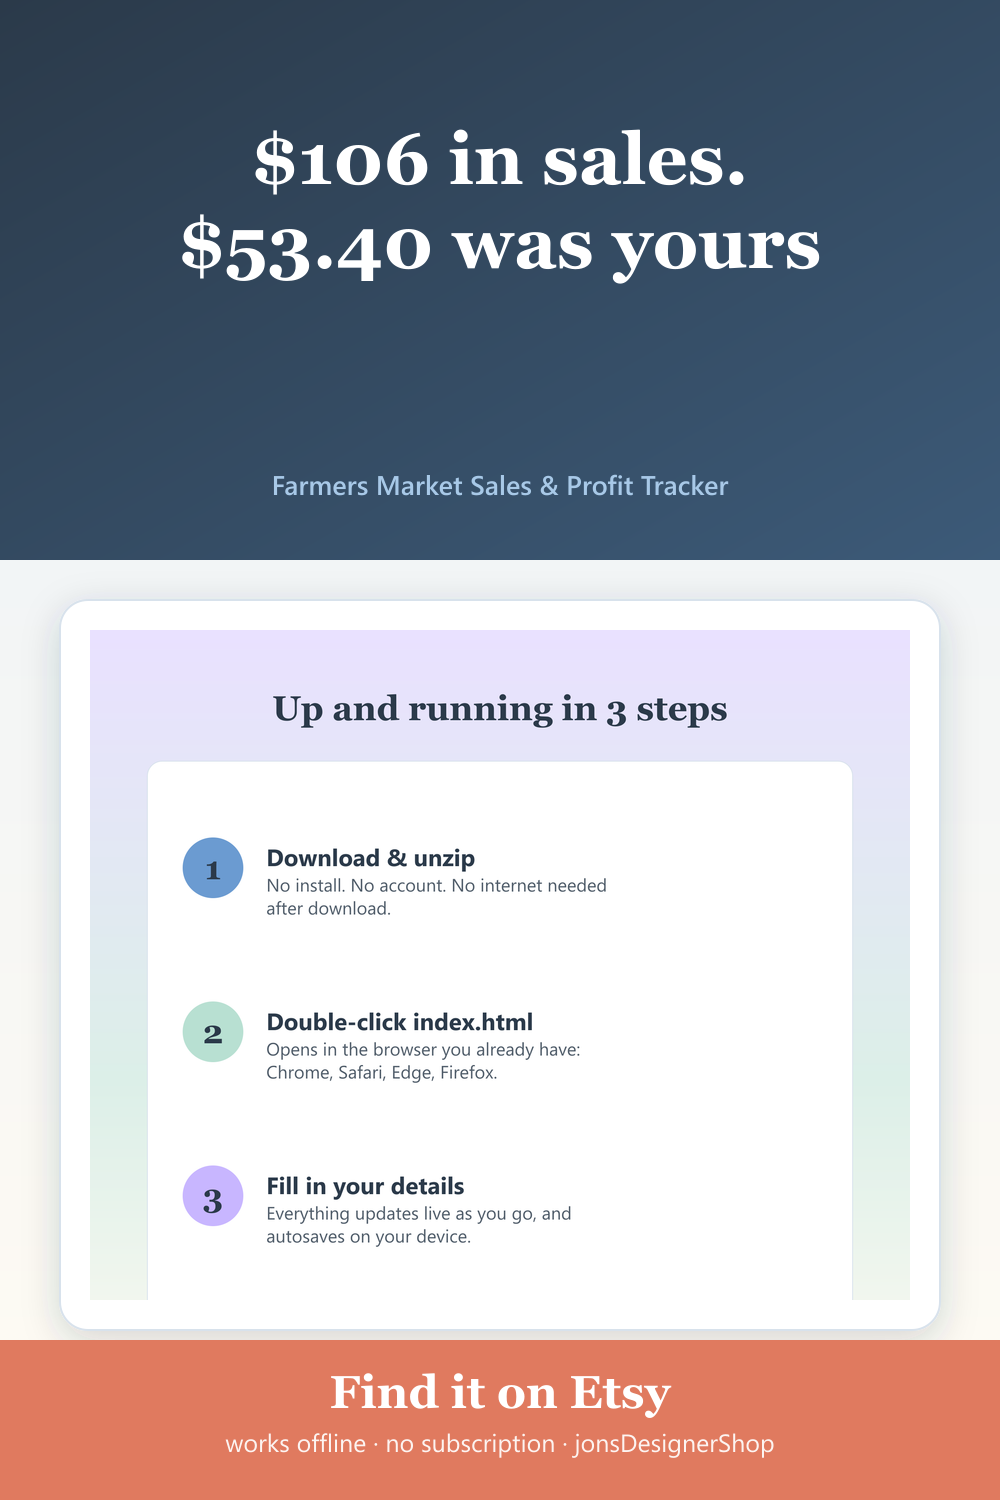 $106 in sales.
$53.40 was yours
Farmers Market Sales & Profit Tracker
Up and running in 3 steps
1
Download & unzip
No install. No account. No internet needed
after download.
2
Double-click index.html
Opens in the browser you already have:
Chrome, Safari, Edge, Firefox.
3
Fill in your details
Everything updates live as you go, and
autosaves on your device.
Find it on Etsy
works offline · no subscription · jonsDesignerShop